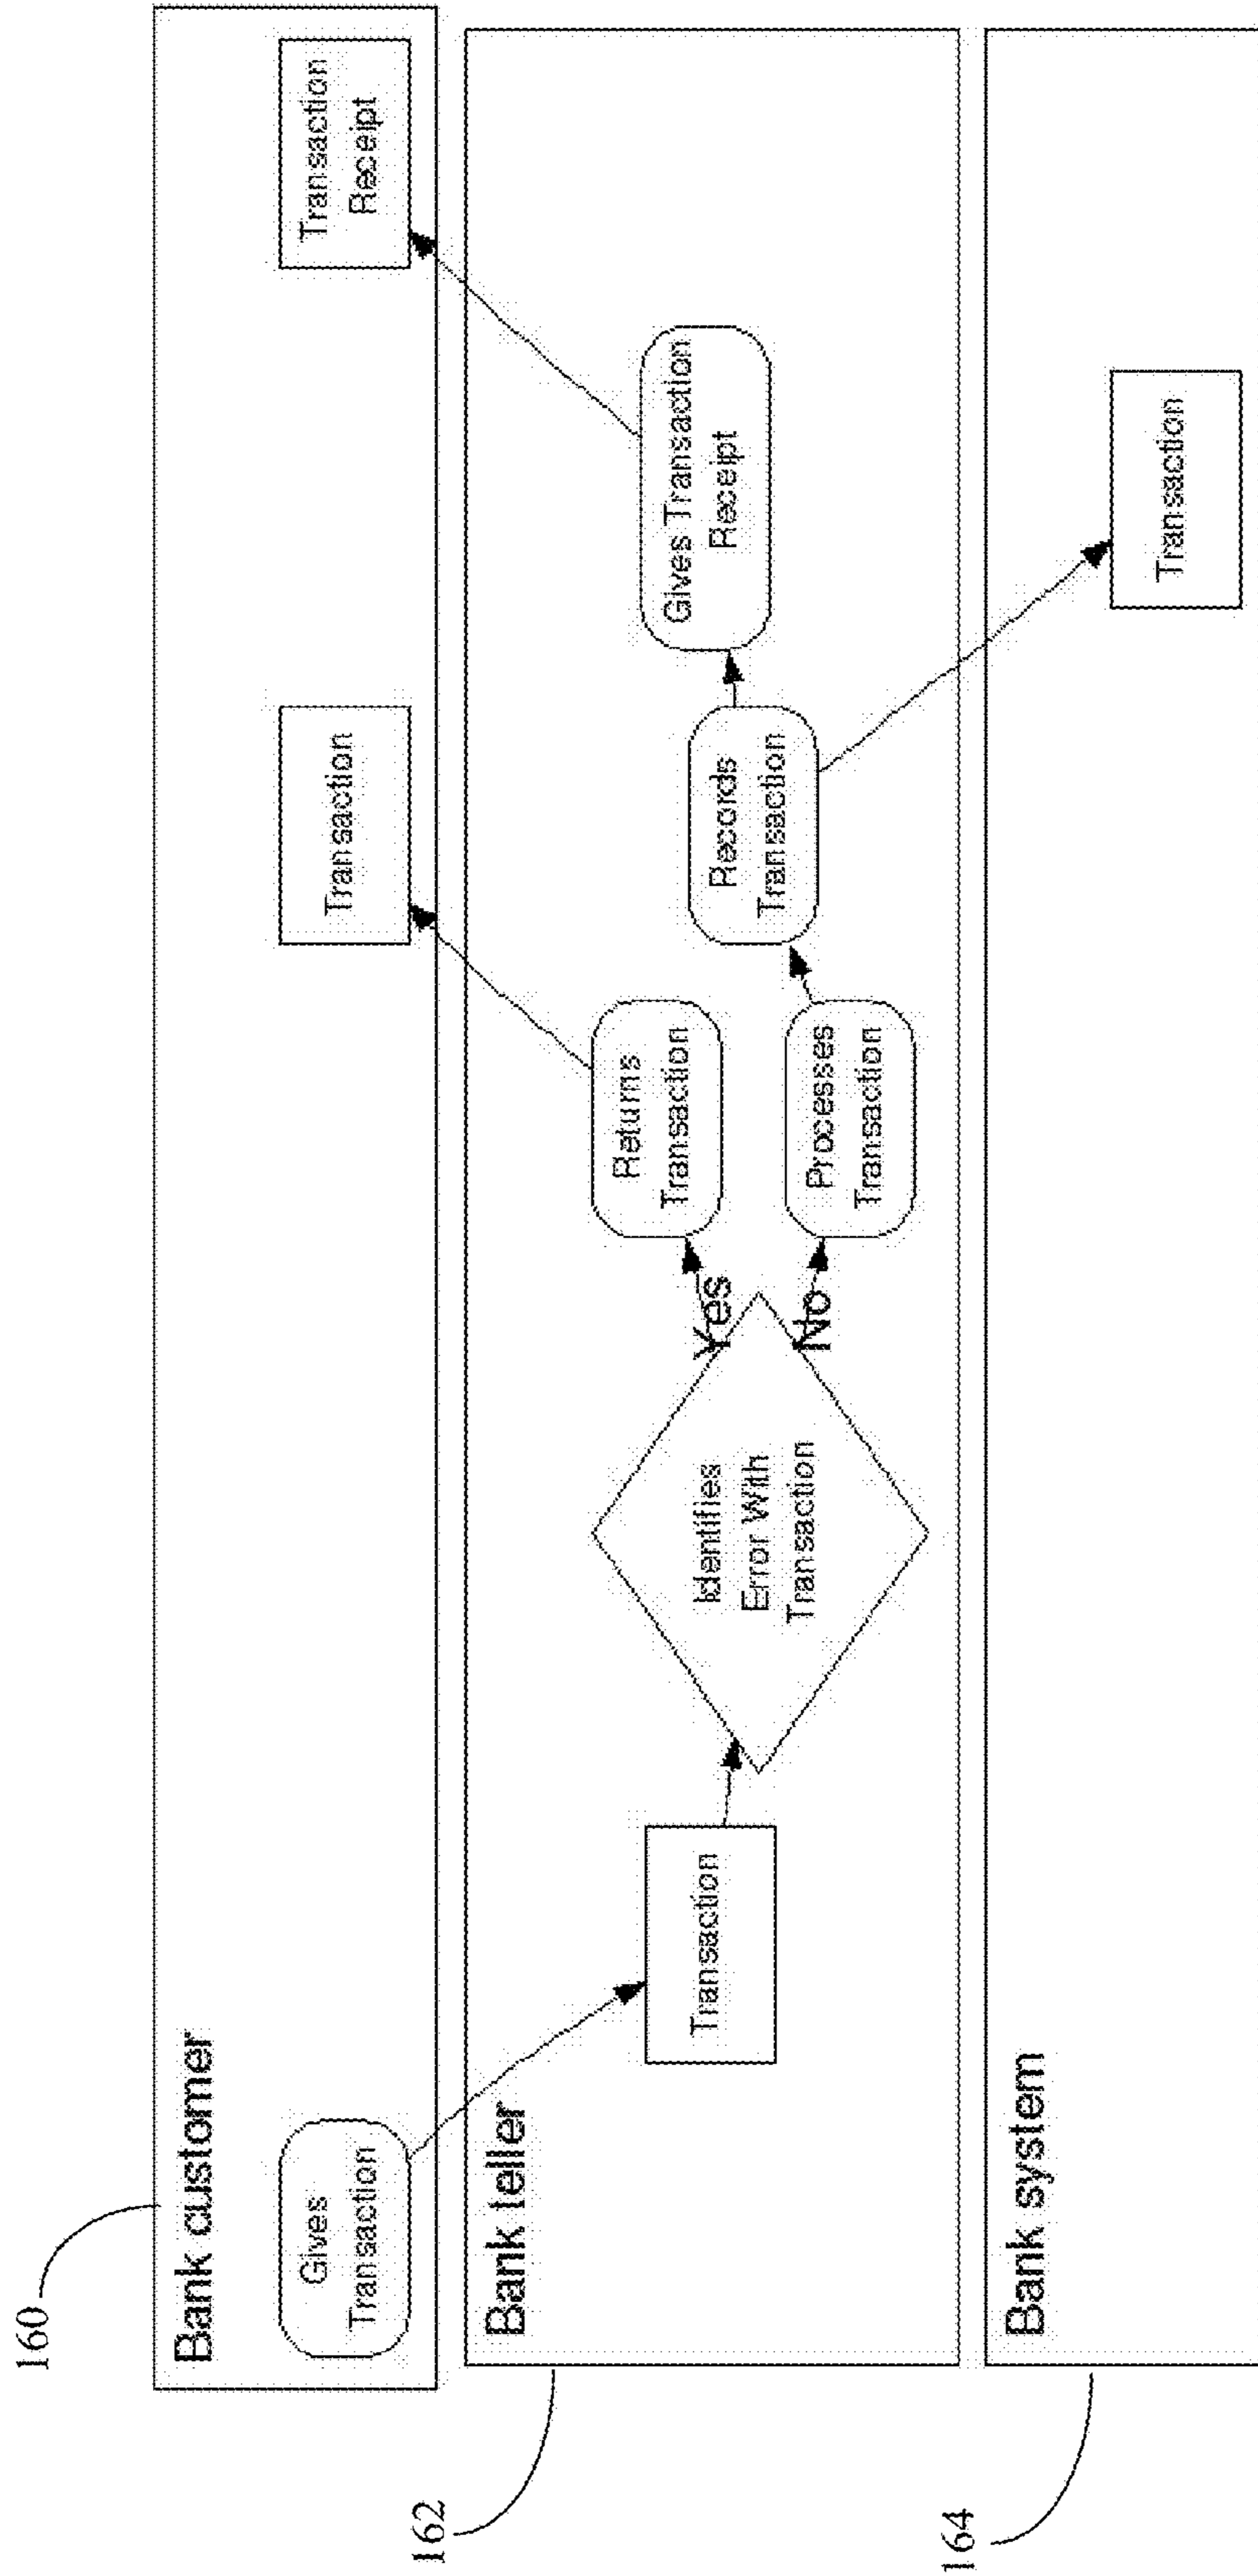 160
Bank customer
Gives
Transaction
Transaction
Transaction
Receipt
162
Bank teller
Transaction
Identifies
Error With
Transaction
Yes
No
Returns
Transaction
Processes
Transaction
Records
Transaction
Gives Transaction
Receipt
164
Bank system
Transaction